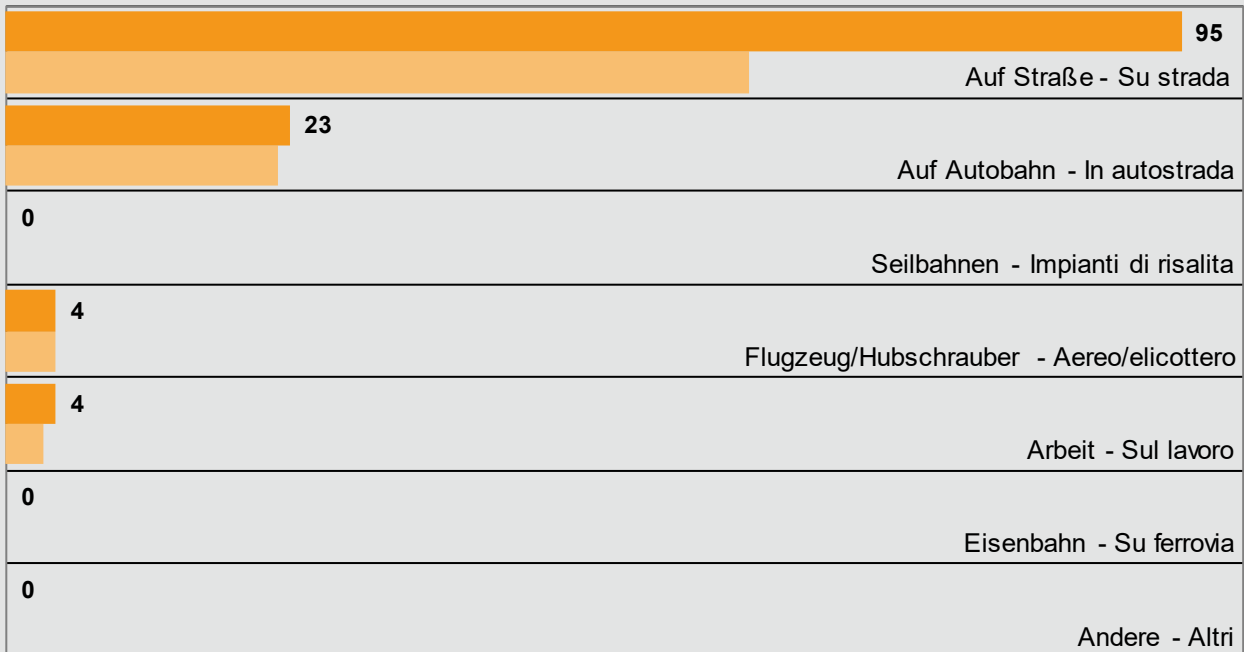 95
Auf Straße - Su strada
23
Auf Autobahn - In autostrada
0
Seilbahnen - Impianti di risalita
4
Flugzeug/Hubschrauber - Aereo/elicottero
4
Arbeit - Sul lavoro
0
Eisenbahn - Su ferrovia
0
Andere - Altri